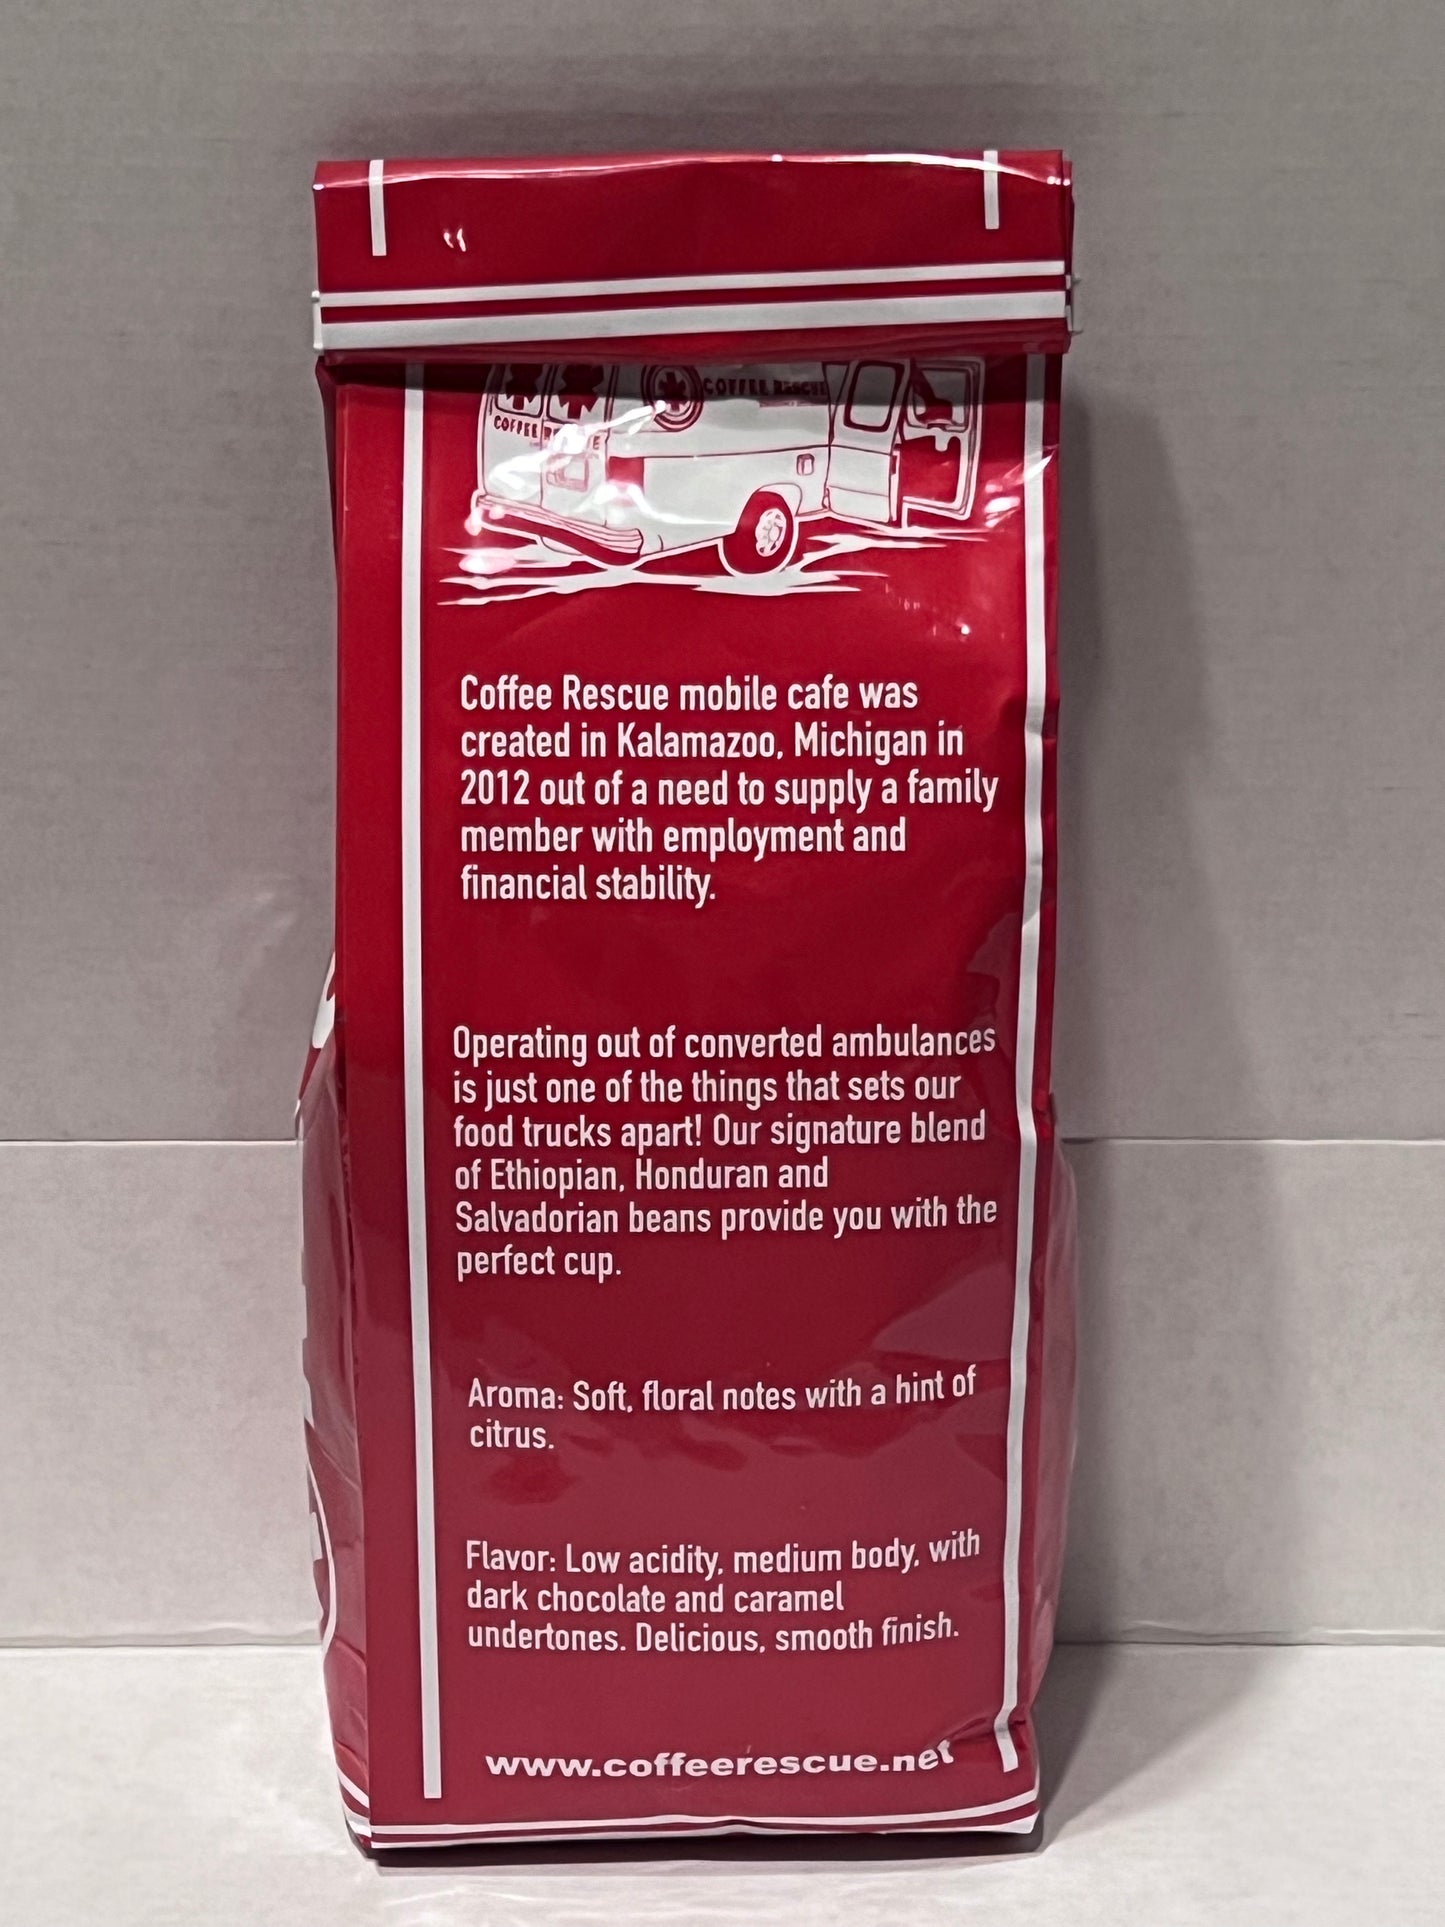 COFFEE RESCUE
COFFEE RESCUE
Coffee Rescue mobile cafe was
created in Kalamazoo, Michigan in
2012 out of a need to supply a family
member with employment and
financial stability.
Operating out of converted ambulances
is just one of the things that sets our
food trucks apart! Our signature blend
of Ethiopian, Honduran and
Salvadorian beans provide you with the
perfect cup.
Aroma: Soft, floral notes with a hint of
citrus.
Flavor: Low acidity, medium body, with
dark chocolate and caramel
undertones. Delicious, smooth finish.
www.coffeerescue.net